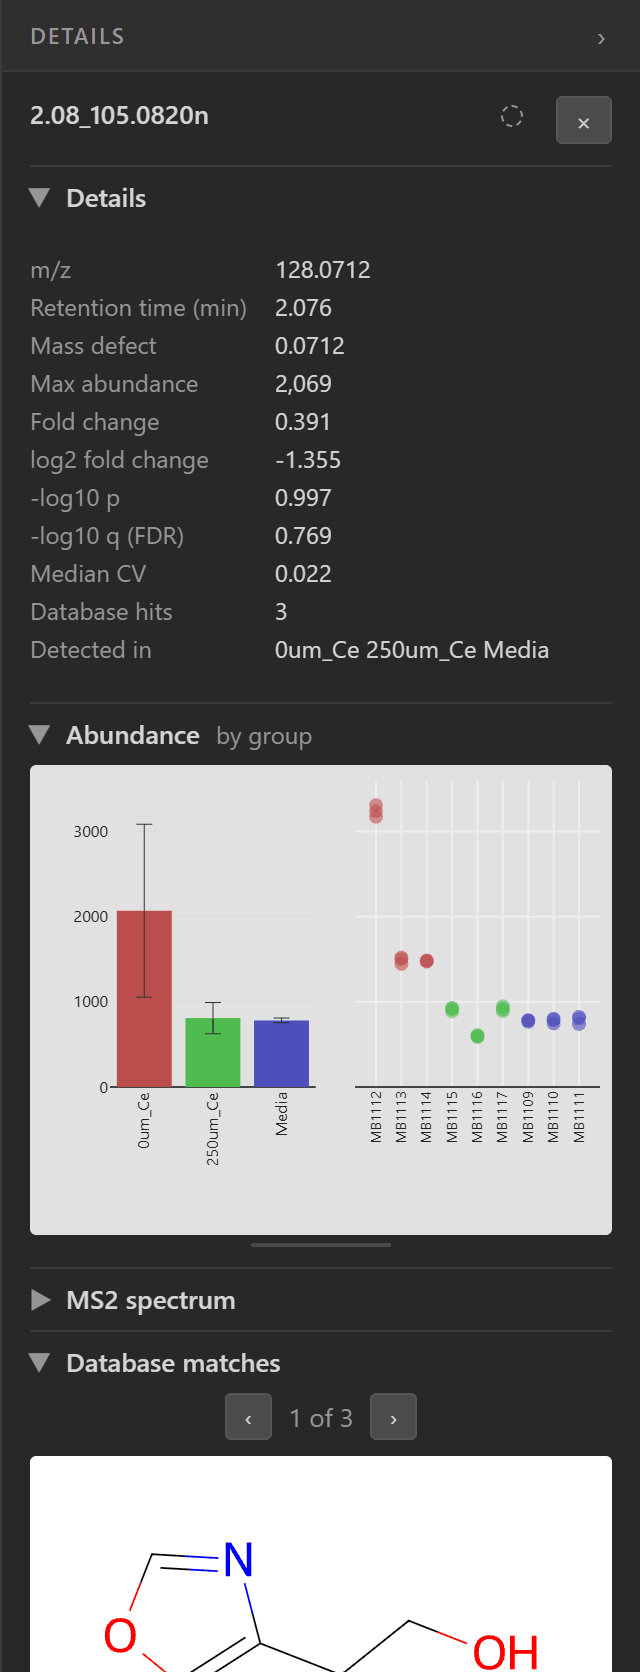 DETAILS ›
2.08_105.0820n ×
▼ Details
m/z 128.0712
Retention time (min) 2.076
Mass defect 0.0712
Max abundance 2,069
Fold change 0.391
log2 fold change -1.355
-log10 p 0.997
-log10 q (FDR) 0.769
Median CV 0.022
Database hits 3
Detected in 0um_Ce 250um_Ce Media
▼ Abundance by group
3000
2000
1000
0
0um_Ce
250um_Ce
Media
MB1112
MB1113
MB1114
MB1115
MB1116
MB1117
MB1109
MB1110
MB1111
▶ MS2 spectrum
▼ Database matches
‹ 1 of 3 ›
N
O
OH